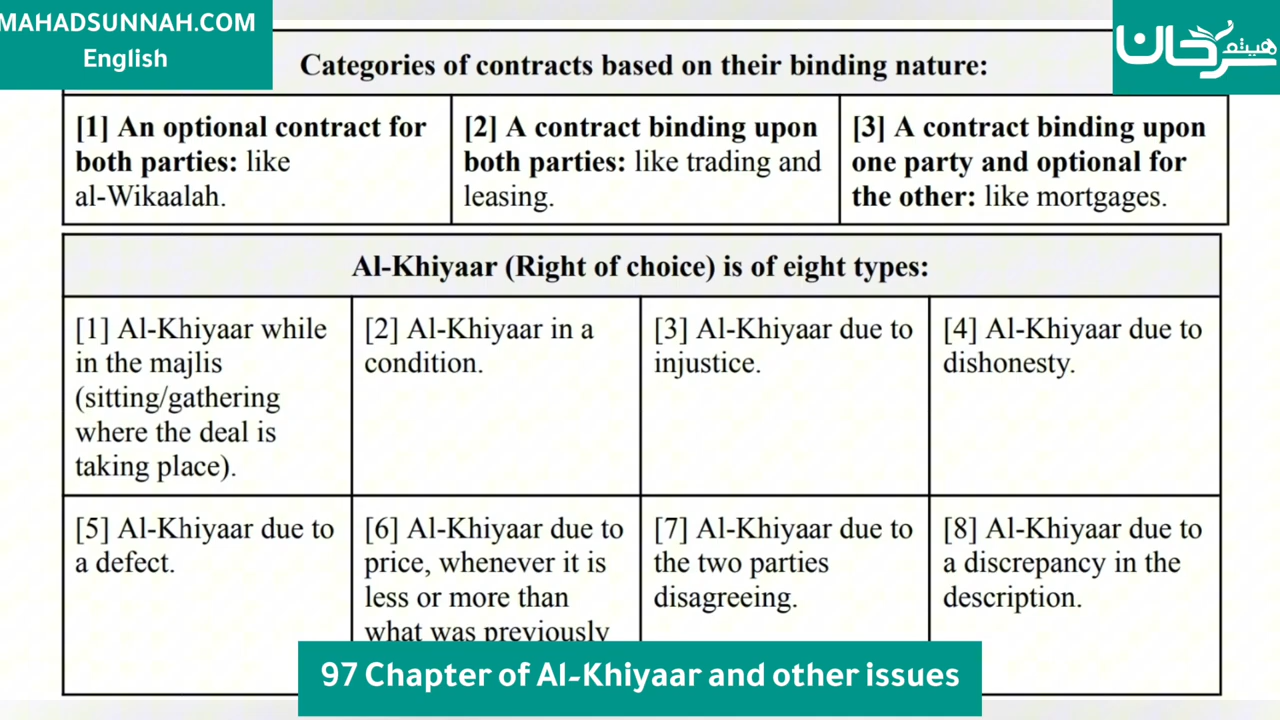 MAHADSUNNAH.COM
English
هيثم
سرحان
Categories of contracts based on their binding nature:
[1] An optional contract for
both parties: like
al-Wikaalah.
[2] A contract binding upon
both parties: like trading and
leasing.
[3] A contract binding upon
one party and optional for
the other: like mortgages.
Al-Khiyaar (Right of choice) is of eight types:
[1] Al-Khiyaar while
in the majlis
(sitting/gathering
where the deal is
taking place).
[2] Al-Khiyaar in a
condition.
[3] Al-Khiyaar due to
injustice.
[4] Al-Khiyaar due to
dishonesty.
[5] Al-Khiyaar due to
a defect.
[6] Al-Khiyaar due to
price, whenever it is
less or more than
what was previously
[7] Al-Khiyaar due to
the two parties
disagreeing.
[8] Al-Khiyaar due to
a discrepancy in the
description.
97 Chapter of Al-Khiyaar and other issues